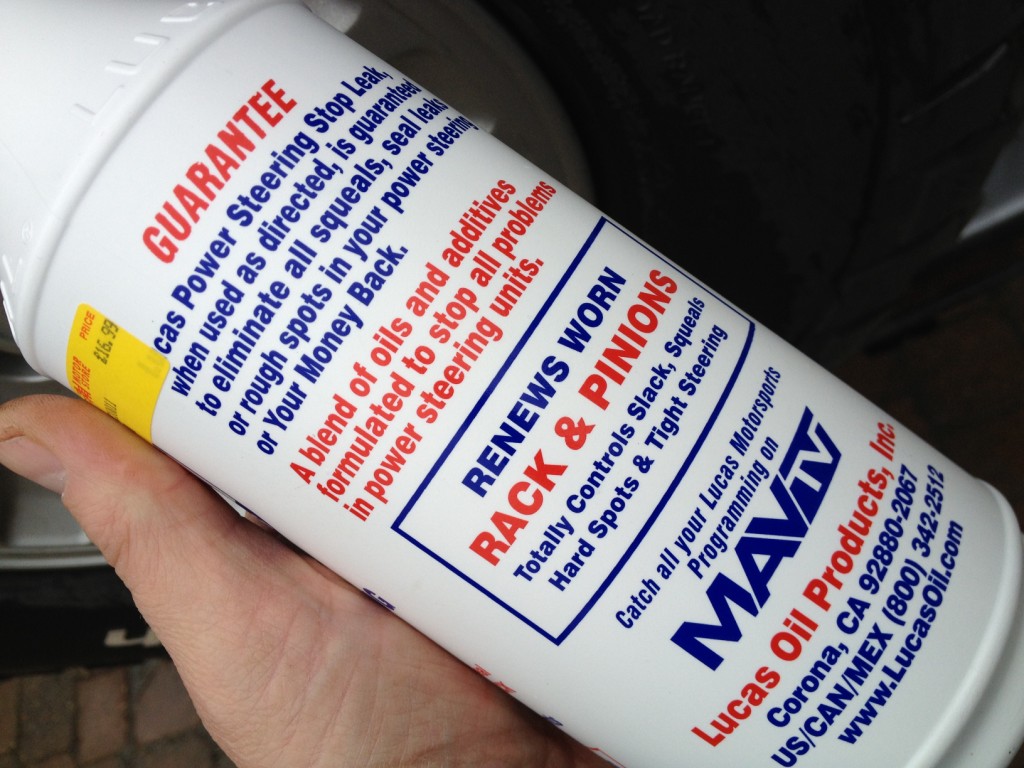 GUARANTEE
Lucas Power Steering Stop Leak,
when used as directed, is guaranteed
to eliminate all squeals, seal leaks
or rough spots in your power steering
or Your Money Back.
A blend of oils and additives
formulated to stop all problems
in power steering units.
RENEWS WORN
RACK & PINIONS
Totally Controls Slack, Squeals
Hard Spots & Tight Steering
Catch all your Lucas Motorsports
Programming on
MAVTV
Lucas Oil Products, Inc.
Corona, CA 92880-2067
US/CAN/MEX (800) 342-2512
www.LucasOil.com
PRICE
£16.99